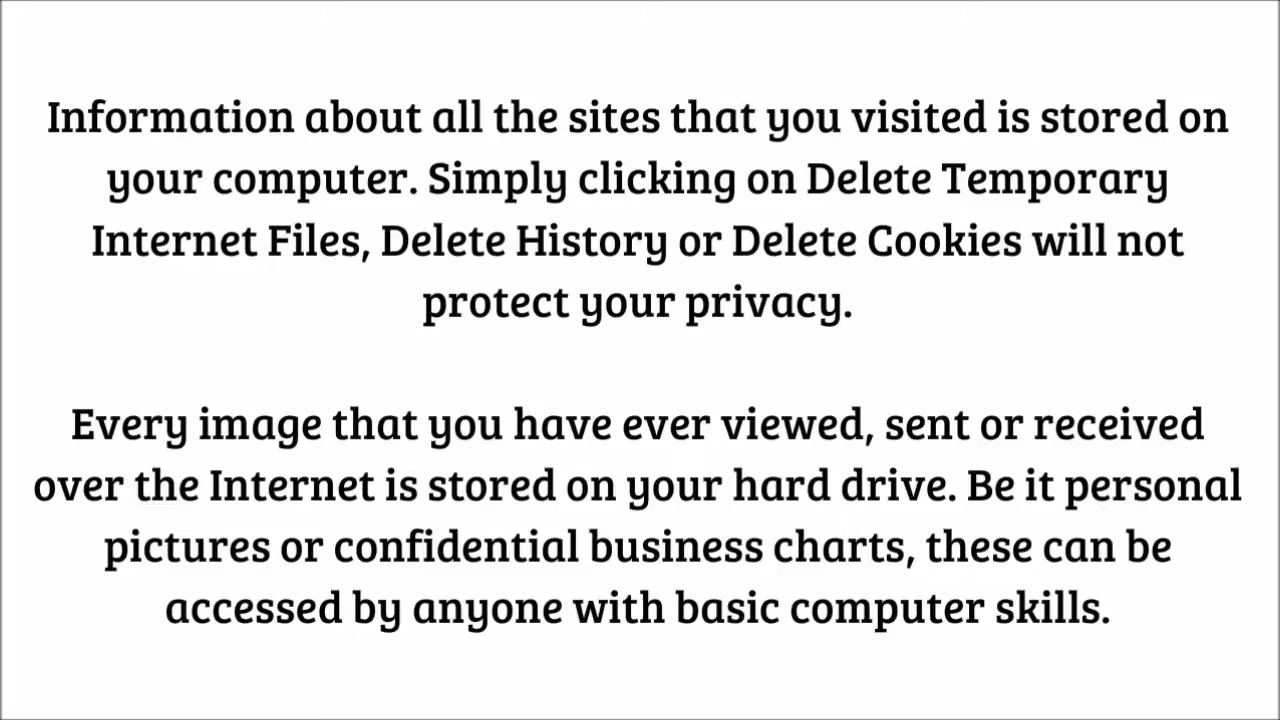 Information about all the sites that you visited is stored on
your computer. Simply clicking on Delete Temporary
Internet Files, Delete History or Delete Cookies will not
protect your privacy.
Every image that you have ever viewed, sent or received
over the Internet is stored on your hard drive. Be it personal
pictures or confidential business charts, these can be
accessed by anyone with basic computer skills.